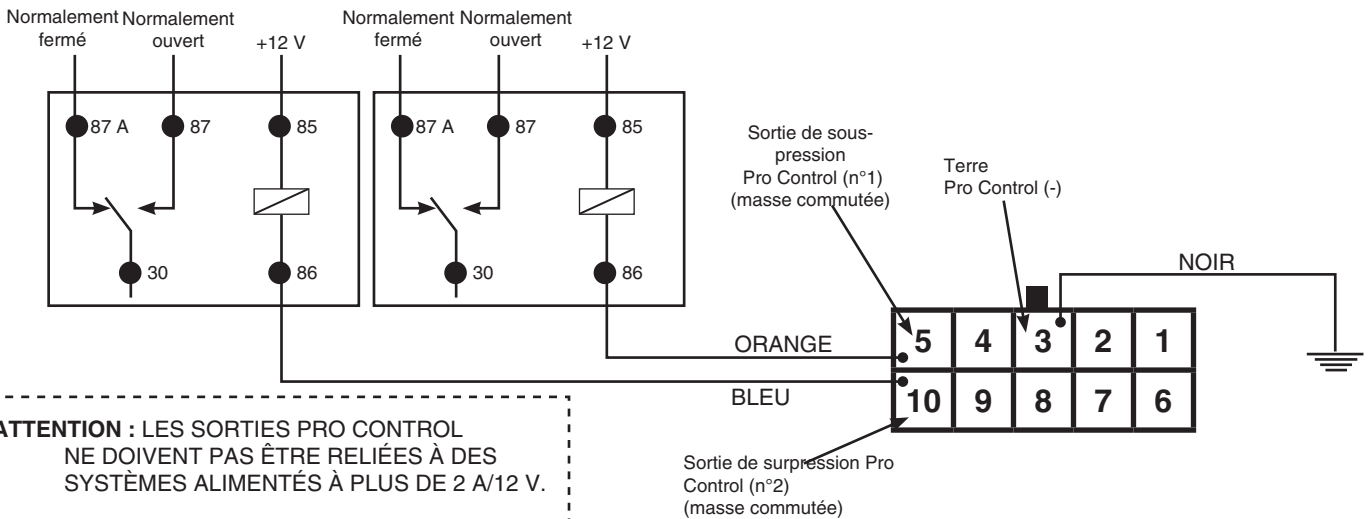 Normalement
fermé
Normalement
ouvert
+12 V
Normalement
fermé
Normalement
ouvert
+12 V
87 A
87
85
30
86
87 A
87
85
30
86
Sortie de sous-
pression
Pro Control (n°1)
(masse commutée)
Terre
Pro Control (-)
NOIR
ORANGE
BLEU
5 4 3 2 1
10 9 8 7 6
ATTENTION : LES SORTIES PRO CONTROL
NE DOIVENT PAS ÊTRE RELIÉES À DES
SYSTÈMES ALIMENTÉS À PLUS DE 2 A/12 V.
Sortie de surpression Pro
Control (n°2)
(masse commutée)